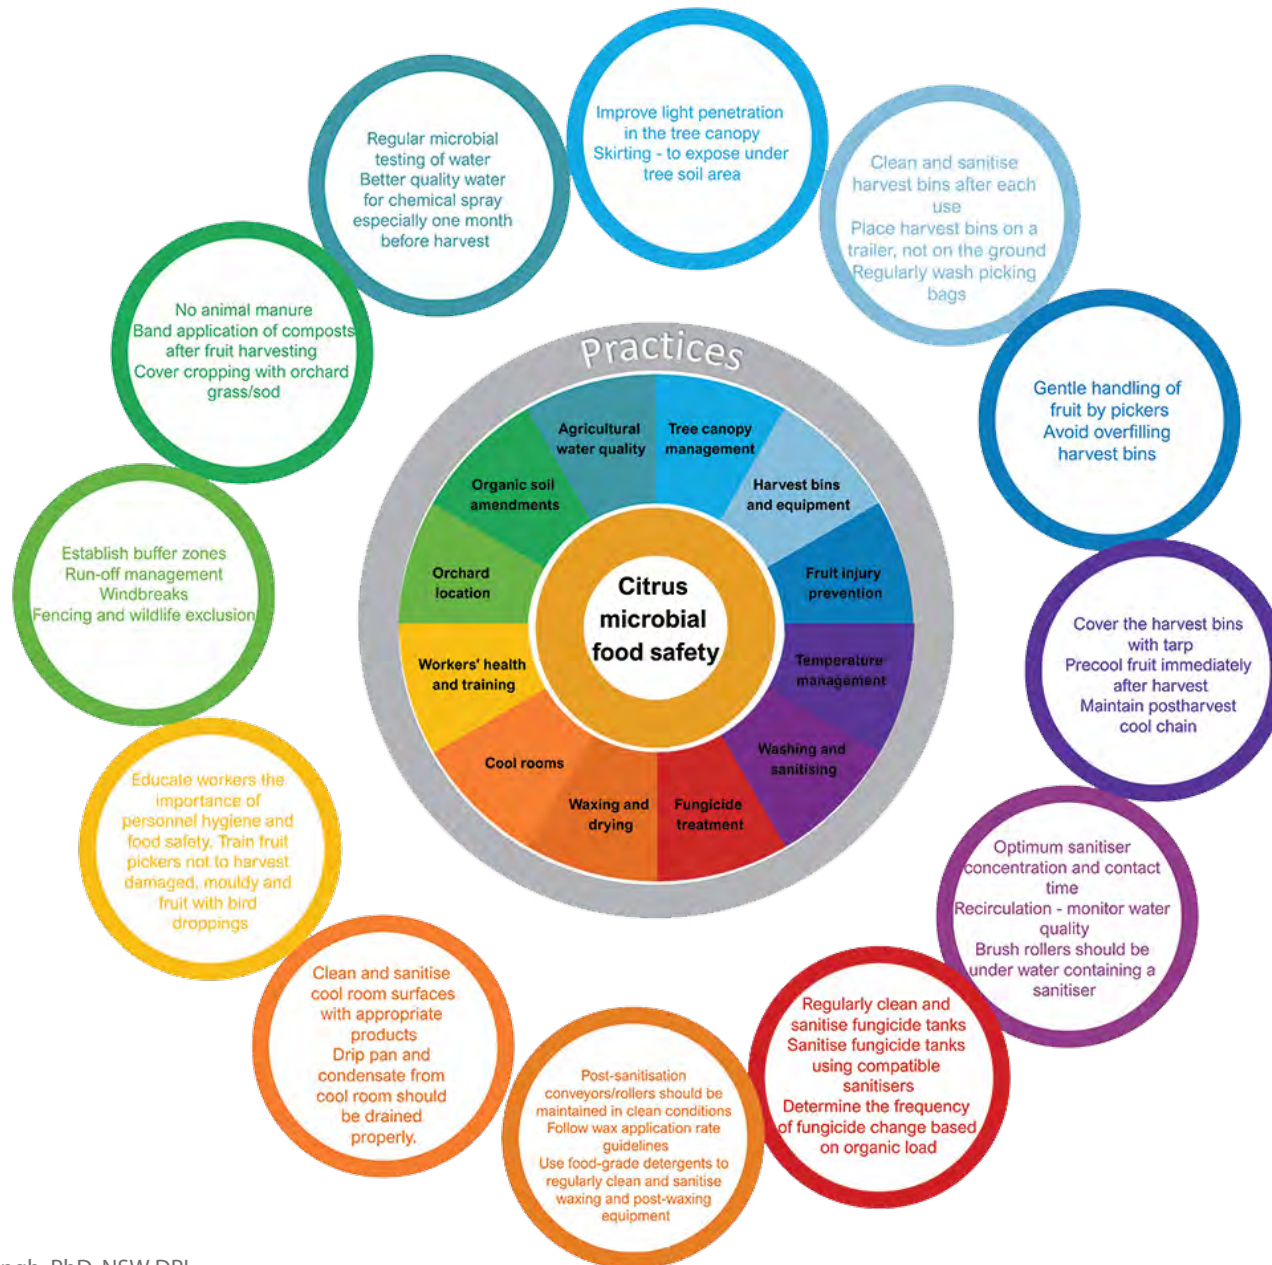 Improve light penetration
in the tree canopy
Skirting - to expose under
tree soil area
Clean and sanitise
harvest bins after each
use
Place harvest bins on a
trailer, not on the ground
Regularly wash picking
bags
Gentle handling of
fruit by pickers
Avoid overfilling
harvest bins
Cover the harvest bins
with tarp
Precool fruit immediately
after harvest
Maintain postharvest
cool chain
Optimum sanitiser
concentration and contact
time
Recirculation - monitor water
quality
Brush rollers should be
under water containing a
sanitiser
Regularly clean and
sanitise fungicide tanks
Sanitise fungicide tanks
using compatible
sanitisers
Determine the frequency
of fungicide change based
on organic load
Post-sanitisation
conveyors/rollers should be
maintained in clean conditions
Follow wax application rate
guidelines
Use food-grade detergents to
regularly clean and sanitise
waxing and post-waxing
equipment
Clean and sanitise
cool room surfaces
with appropriate
products
Drip pan and
condensate from
cool room should
be drained
properly.
Educate workers the
importance of
personnel hygiene and
food safety. Train fruit
pickers not to harvest
damaged, mouldy and
fruit with bird
droppings
Establish buffer zones
Run-off management
Windbreaks
Fencing and wildlife exclusion
No animal manure
Band application of composts
after fruit harvesting
Cover cropping with orchard
grass/sod
Regular microbial
testing of water
Better quality water
for chemical spray
especially one month
before harvest
Practices
Tree canopy
management
Harvest bins
and equipment
Fruit injury
prevention
Temperature
management
Washing and
sanitising
Fungicide
treatment
Waxing and
drying
Cool rooms
Workers' health
and training
Orchard
location
Organic soil
amendments
Agricultural
water quality
Citrus
microbial
food safety
PhD, NSW DPI